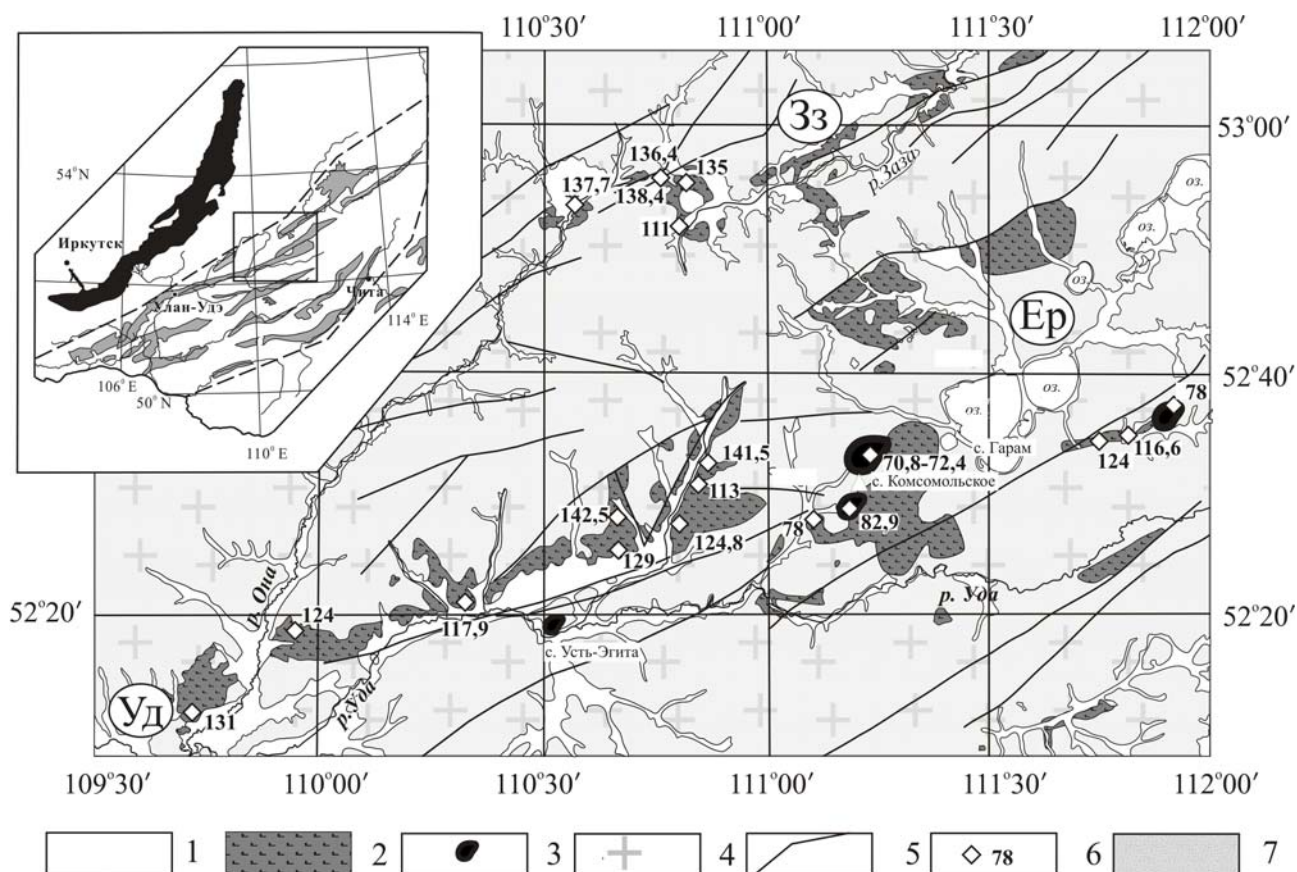 110°30′ 111°00′ 111°30′ 112°00′
54° N
Иркутск
Улан-Удэ
Чита
114° E
106° E
50° N
110° E
Зз
53°00′
р.Заза
136,4
135
137,7
138,4
111
оз.
оз.
оз.
Ер
52°40′
оз.
оз.
78
с. Гарам
141,5
70,8-72,4
124
116,6
с. Комсомольское
113
142,5
78
82,9
124,8
129
р. Она
р. Уда
52°20′
124
52°20′
117,9
с. Усть-Эгита
р. Уда
Уд
131
109°30′ 110°00′ 110°30′ 111°00′ 111°30′ 112°00′
1 2 3 4 5 78 6 7